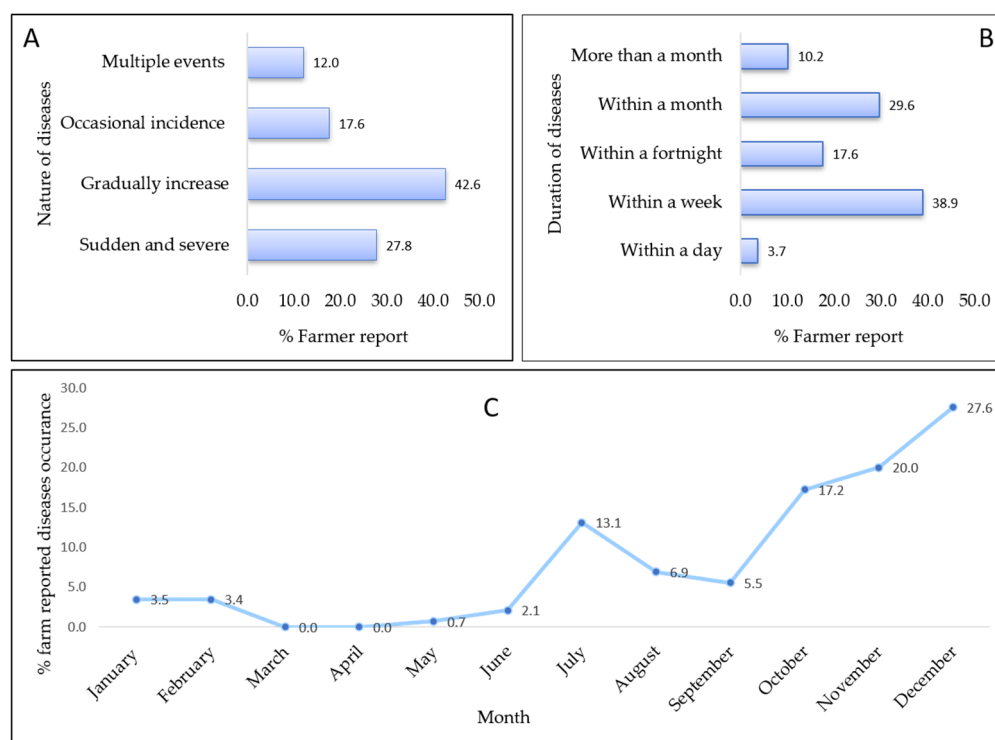 A
Nature of diseases
Multiple events 12.0
Occasional incidence 17.6
Gradually increase 42.6
Sudden and severe 27.8
0.0 10.0 20.0 30.0 40.0 50.0
% Farmer report
B
Duration of diseases
More than a month 10.2
Within a month 29.6
Within a fortnight 17.6
Within a week 38.9
Within a day 3.7
0.0 10.0 20.0 30.0 40.0 50.0
% Farmer report
C
% farm reported diseases occurance
30.0
25.0
20.0
15.0
10.0
5.0
0.0
3.5 3.4 0.0 0.0 0.7 2.1 13.1 6.9 5.5 17.2 20.0 27.6
January February March April May June July August September October November December
Month